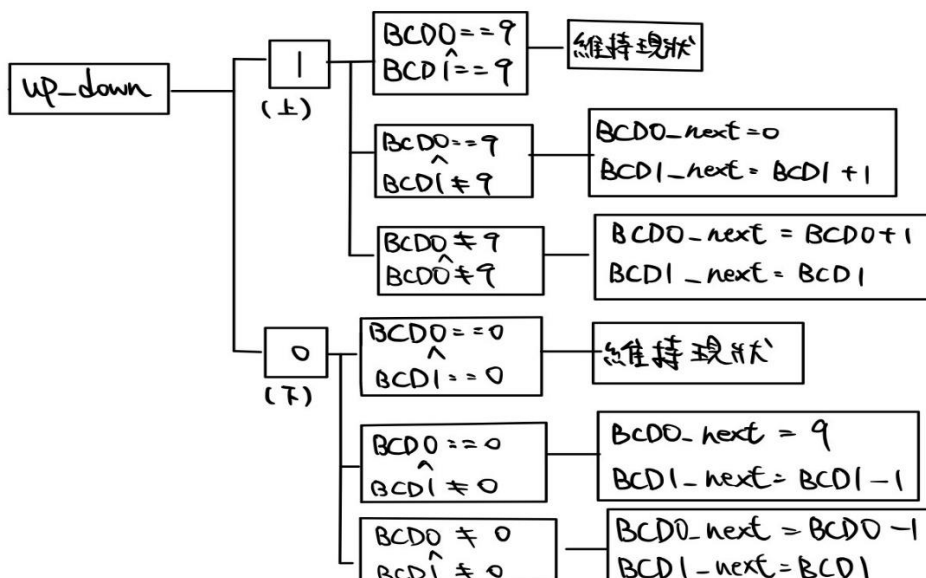 up_down
1
(上)
BCD0==9
^
BCD1==9
維持現狀
BCD0==9
^
BCD1≠9
BCD0_next=0
BCD1_next= BCD1+1
BCD0≠9
^
BCD0≠9
BCD0_next = BCD0+1
BCD1_next= BCD1
0
(下)
BCD0==0
^
BCD1==0
維持現狀
BCD0==0
^
BCD1≠0
BCD0_next = 9
BCD1_next= BCD1-1
BCD0≠0
^
BCD1≠0
BCD0_next = BCD0-1
BCD1_next=BCD1